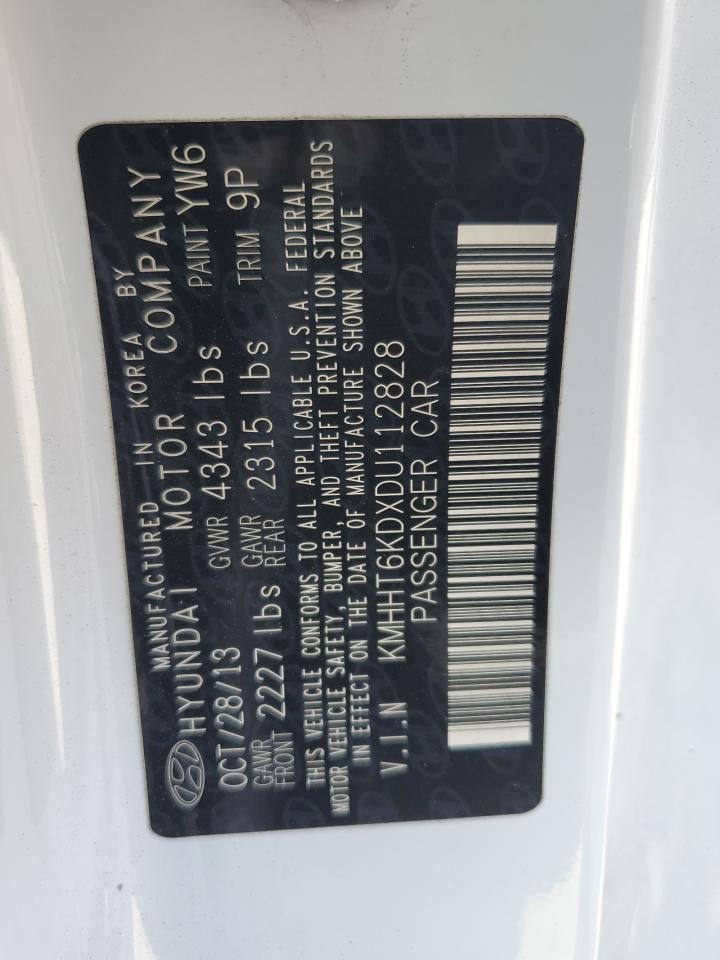 MANUFACTURED IN KOREA BY
HYUNDAI MOTOR COMPANY
OCT/28/13 GVWR 4343 lbs PAINT YW6
GAWR FRONT 2227 lbs GAWR REAR 2315 lbs TRIM 9P
THIS VEHICLE CONFORMS TO ALL APPLICABLE U.S.A. FEDERAL
MOTOR VEHICLE SAFETY, BUMPER, AND THEFT PREVENTION STANDARDS
IN EFFECT ON THE DATE OF MANUFACTURE SHOWN ABOVE
V.I.N KMHHT6KDXDU112828
PASSENGER CAR